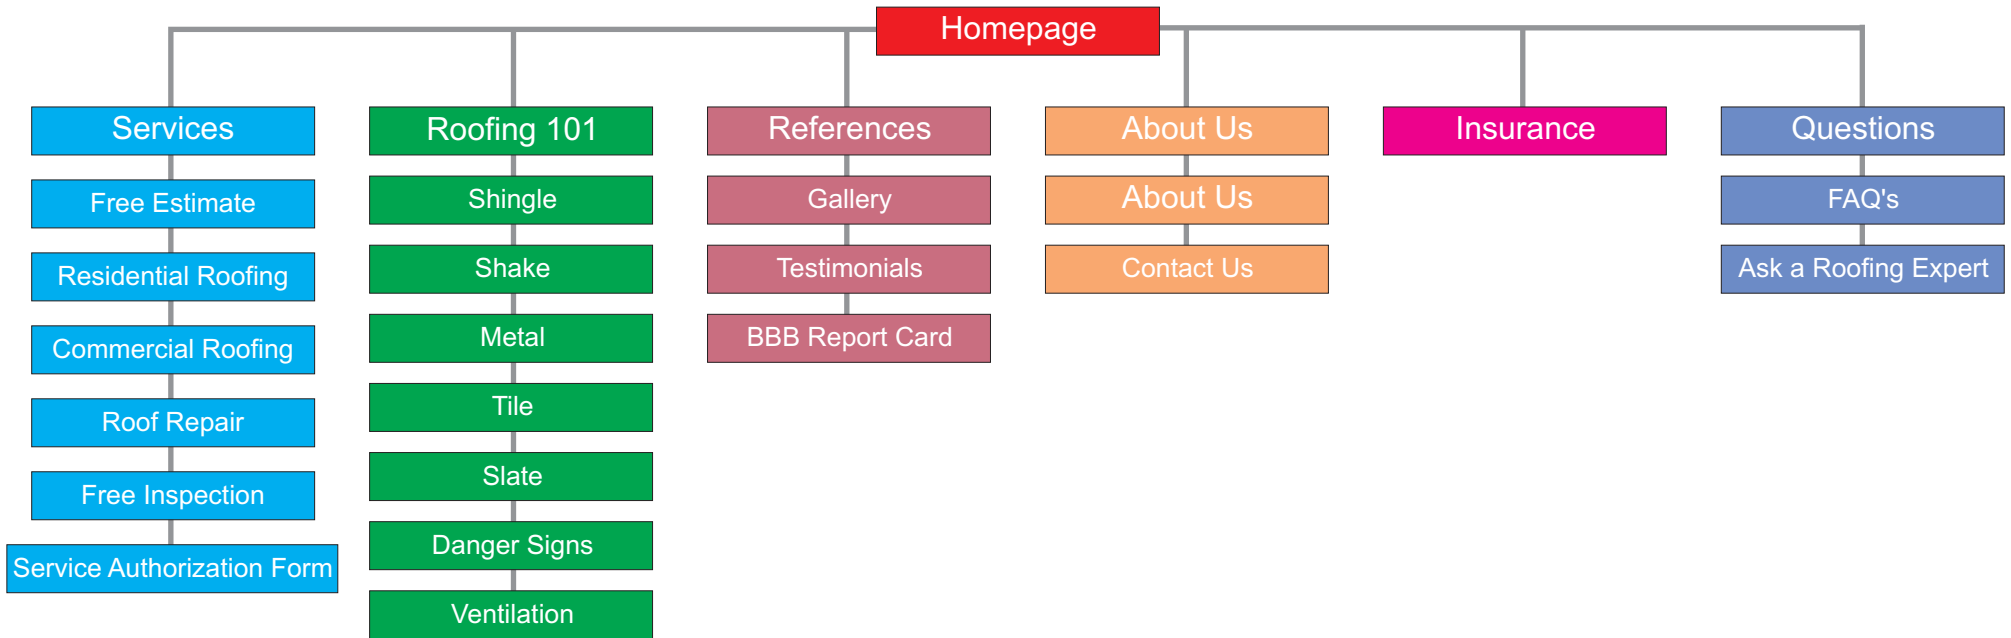 Homepage
Services
Free Estimate
Residential Roofing
Commercial Roofing
Roof Repair
Free Inspection
Service Authorization Form
Roofing 101
Shingle
Shake
Metal
Tile
Slate
Danger Signs
Ventilation
References
Gallery
Testimonials
BBB Report Card
About Us
About Us
Contact Us
Insurance
Questions
FAQ's
Ask a Roofing Expert